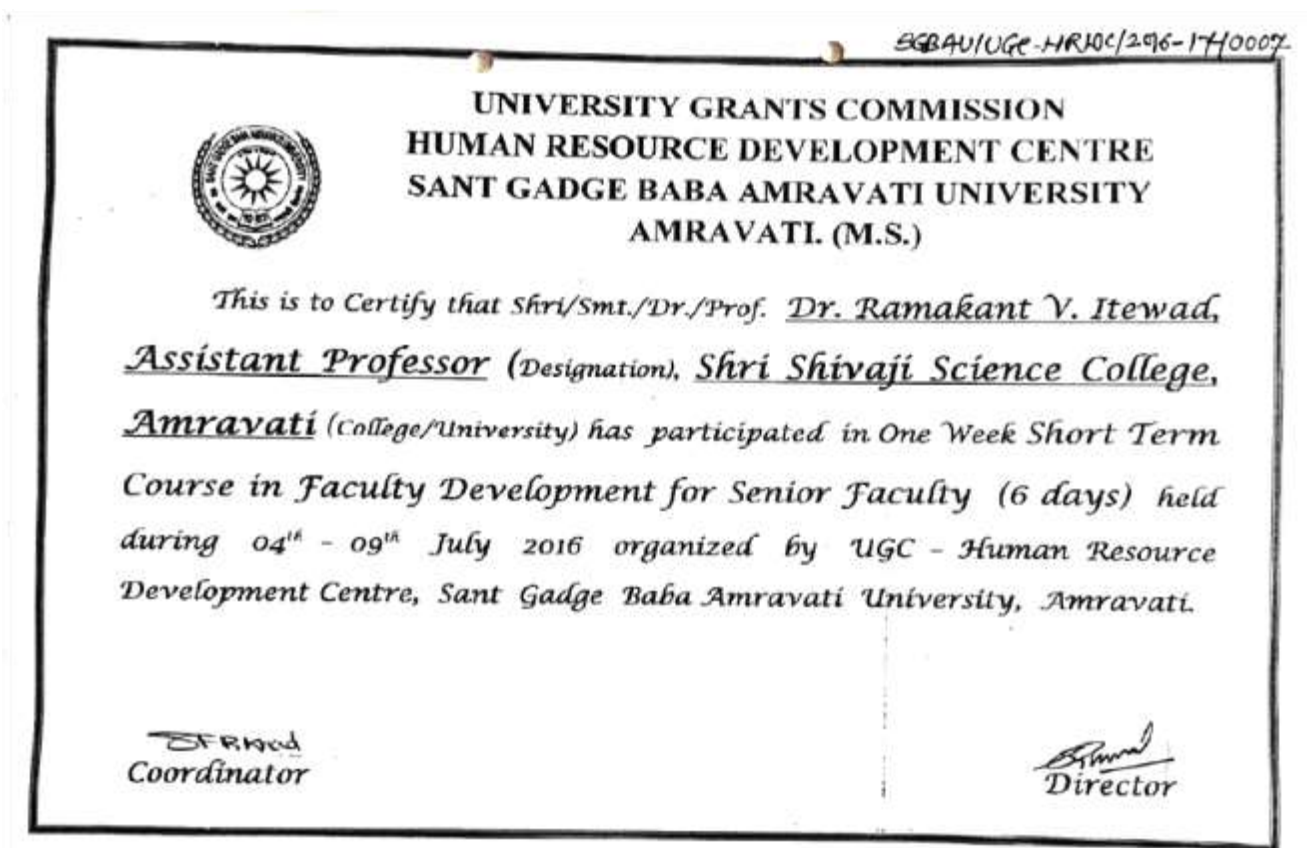 SGBAU/UGC-HRDC/2016-17/0007
UNIVERSITY GRANTS COMMISSION
HUMAN RESOURCE DEVELOPMENT CENTRE
SANT GADGE BABA AMRAVATI UNIVERSITY
AMRAVATI. (M.S.)
This is to Certify that Shri/Smt./Dr./Prof. Dr. Ramakant V. Itewad,
Assistant Professor (Designation), Shri Shivaji Science College,
Amravati (College/University) has participated in One Week Short Term
Course in Faculty Development for Senior Faculty (6 days) held
during 04th - 09th July 2016 organized by UGC - Human Resource
Development Centre, Sant Gadge Baba Amravati University, Amravati.
Coordinator
Director